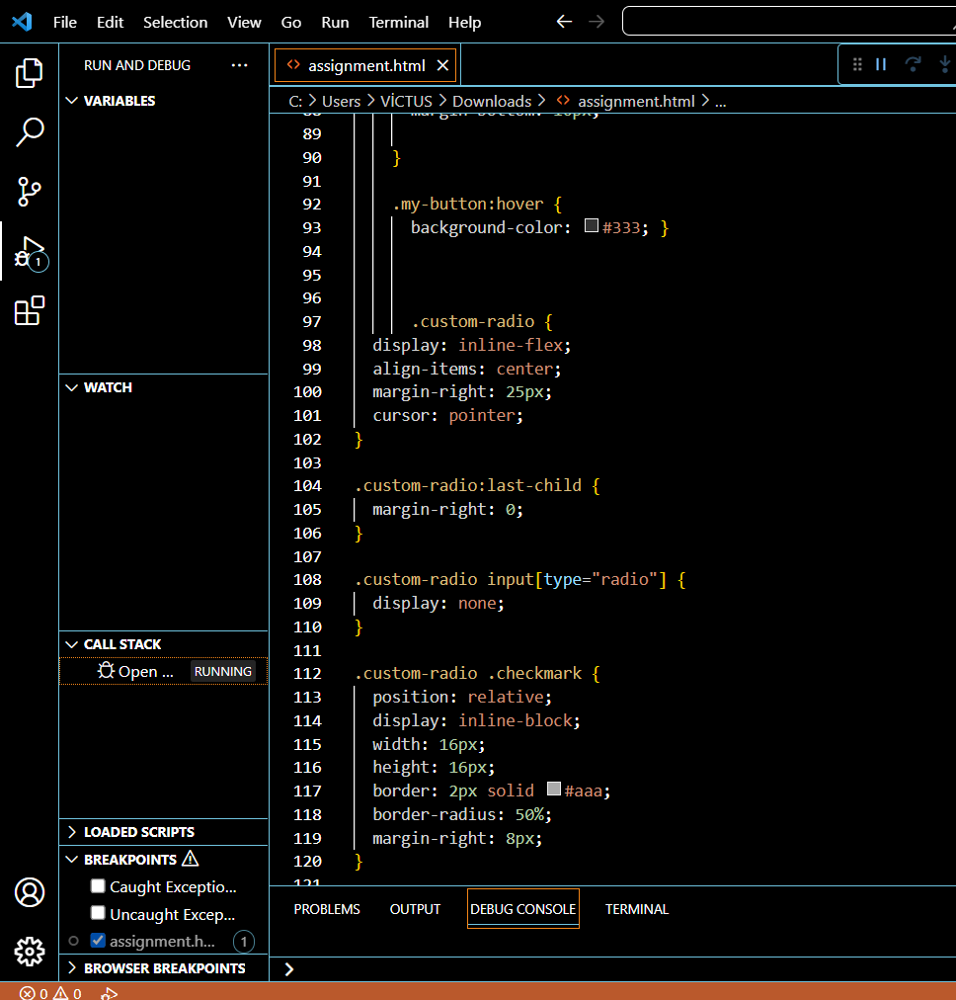 File Edit Selection View Go Run Terminal Help
RUN AND DEBUG ...
assignment.html
VARIABLES
C: > Users > VİCTUS > Downloads > assignment.html > ...
88 margin-bottom: 10px;
89
90 }
91
92 .my-button:hover {
93 background-color: #333; }
94
95
96
97 .custom-radio {
98 display: inline-flex;
99 align-items: center;
100 margin-right: 25px;
101 cursor: pointer;
102 }
103
104 .custom-radio:last-child {
105 margin-right: 0;
106 }
107
108 .custom-radio input[type="radio"] {
109 display: none;
110 }
111
112 .custom-radio .checkmark {
113 position: relative;
114 display: inline-block;
115 width: 16px;
116 height: 16px;
117 border: 2px solid #aaa;
118 border-radius: 50%;
119 margin-right: 8px;
120 }
121
1
WATCH
CALL STACK
Open ... RUNNING
LOADED SCRIPTS
BREAKPOINTS
Caught Exceptio...
Uncaught Excep...
assignment.h... 1
BROWSER BREAKPOINTS
PROBLEMS OUTPUT DEBUG CONSOLE TERMINAL
>
0 0